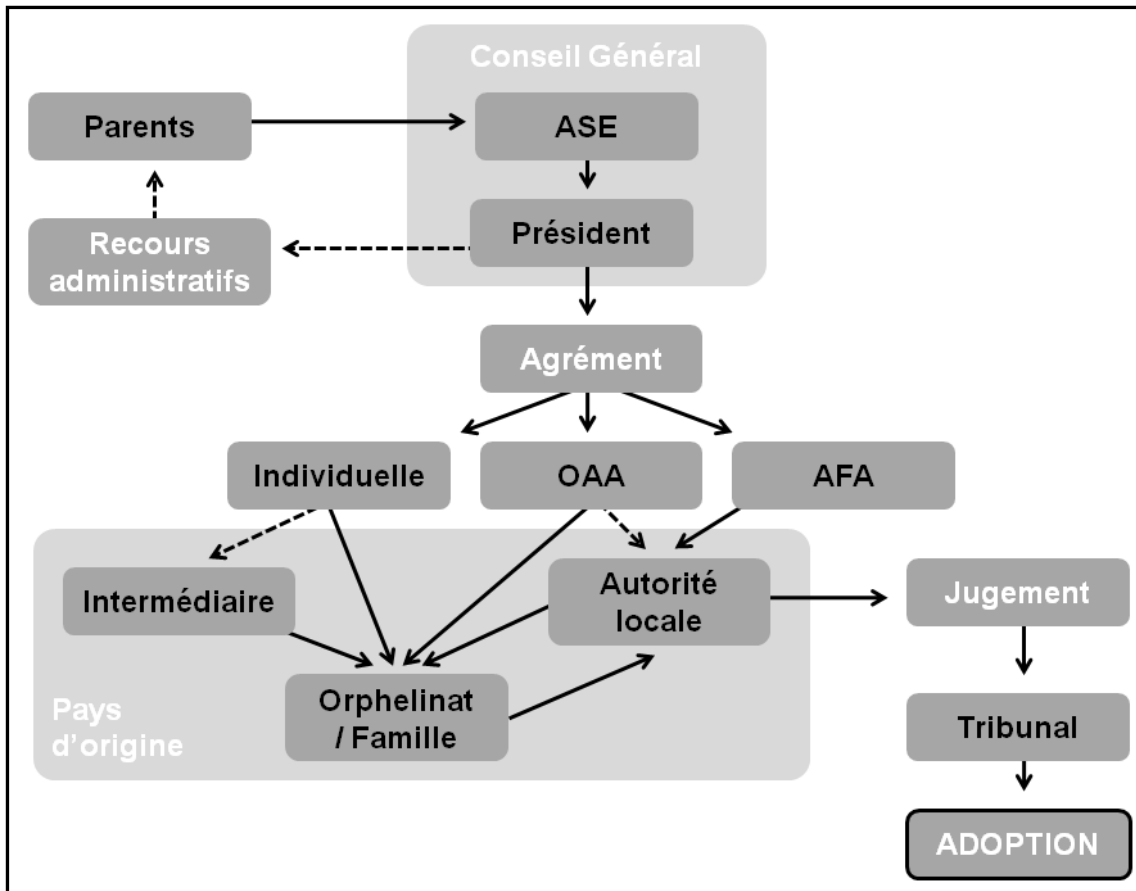 Conseil Général
Parents
ASE
Président
Recours
administratifs
Agrément
Individuelle
OAA
AFA
Intermédiaire
Autorité
locale
Jugement
Orphelinat
/ Famille
Pays
d’origine
Tribunal
ADOPTION